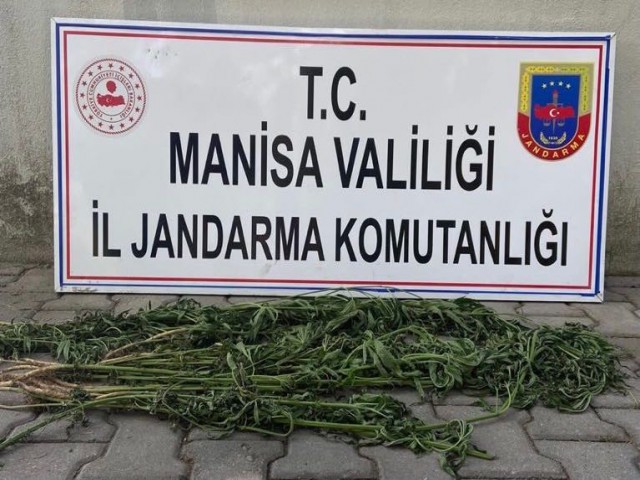 T.C.
MANİSA VALİLİĞİ
İL JANDARMA KOMUTANLIĞI
JANDARMA